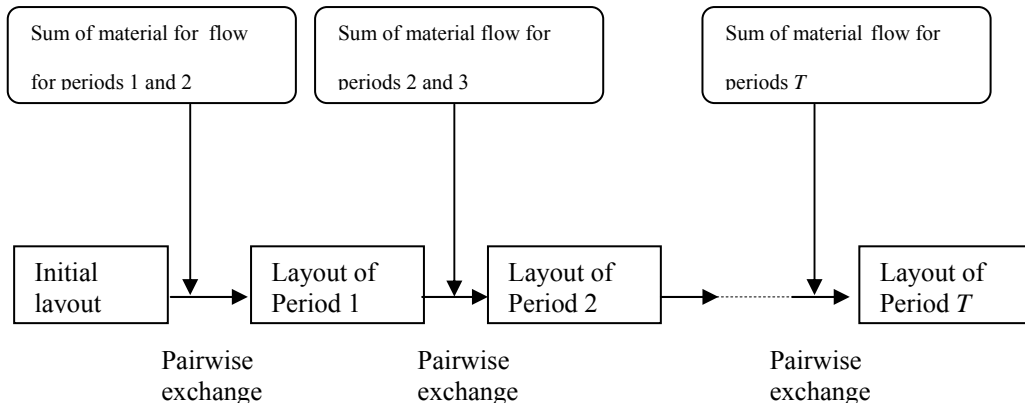 Sum of material for flow
for periods 1 and 2
Sum of material flow for
periods 2 and 3
Sum of material flow for
periods T
Initial
layout
Layout of
Period 1
Layout of
Period 2
Layout of
Period T
Pairwise
exchange
Pairwise
exchange
Pairwise
exchange